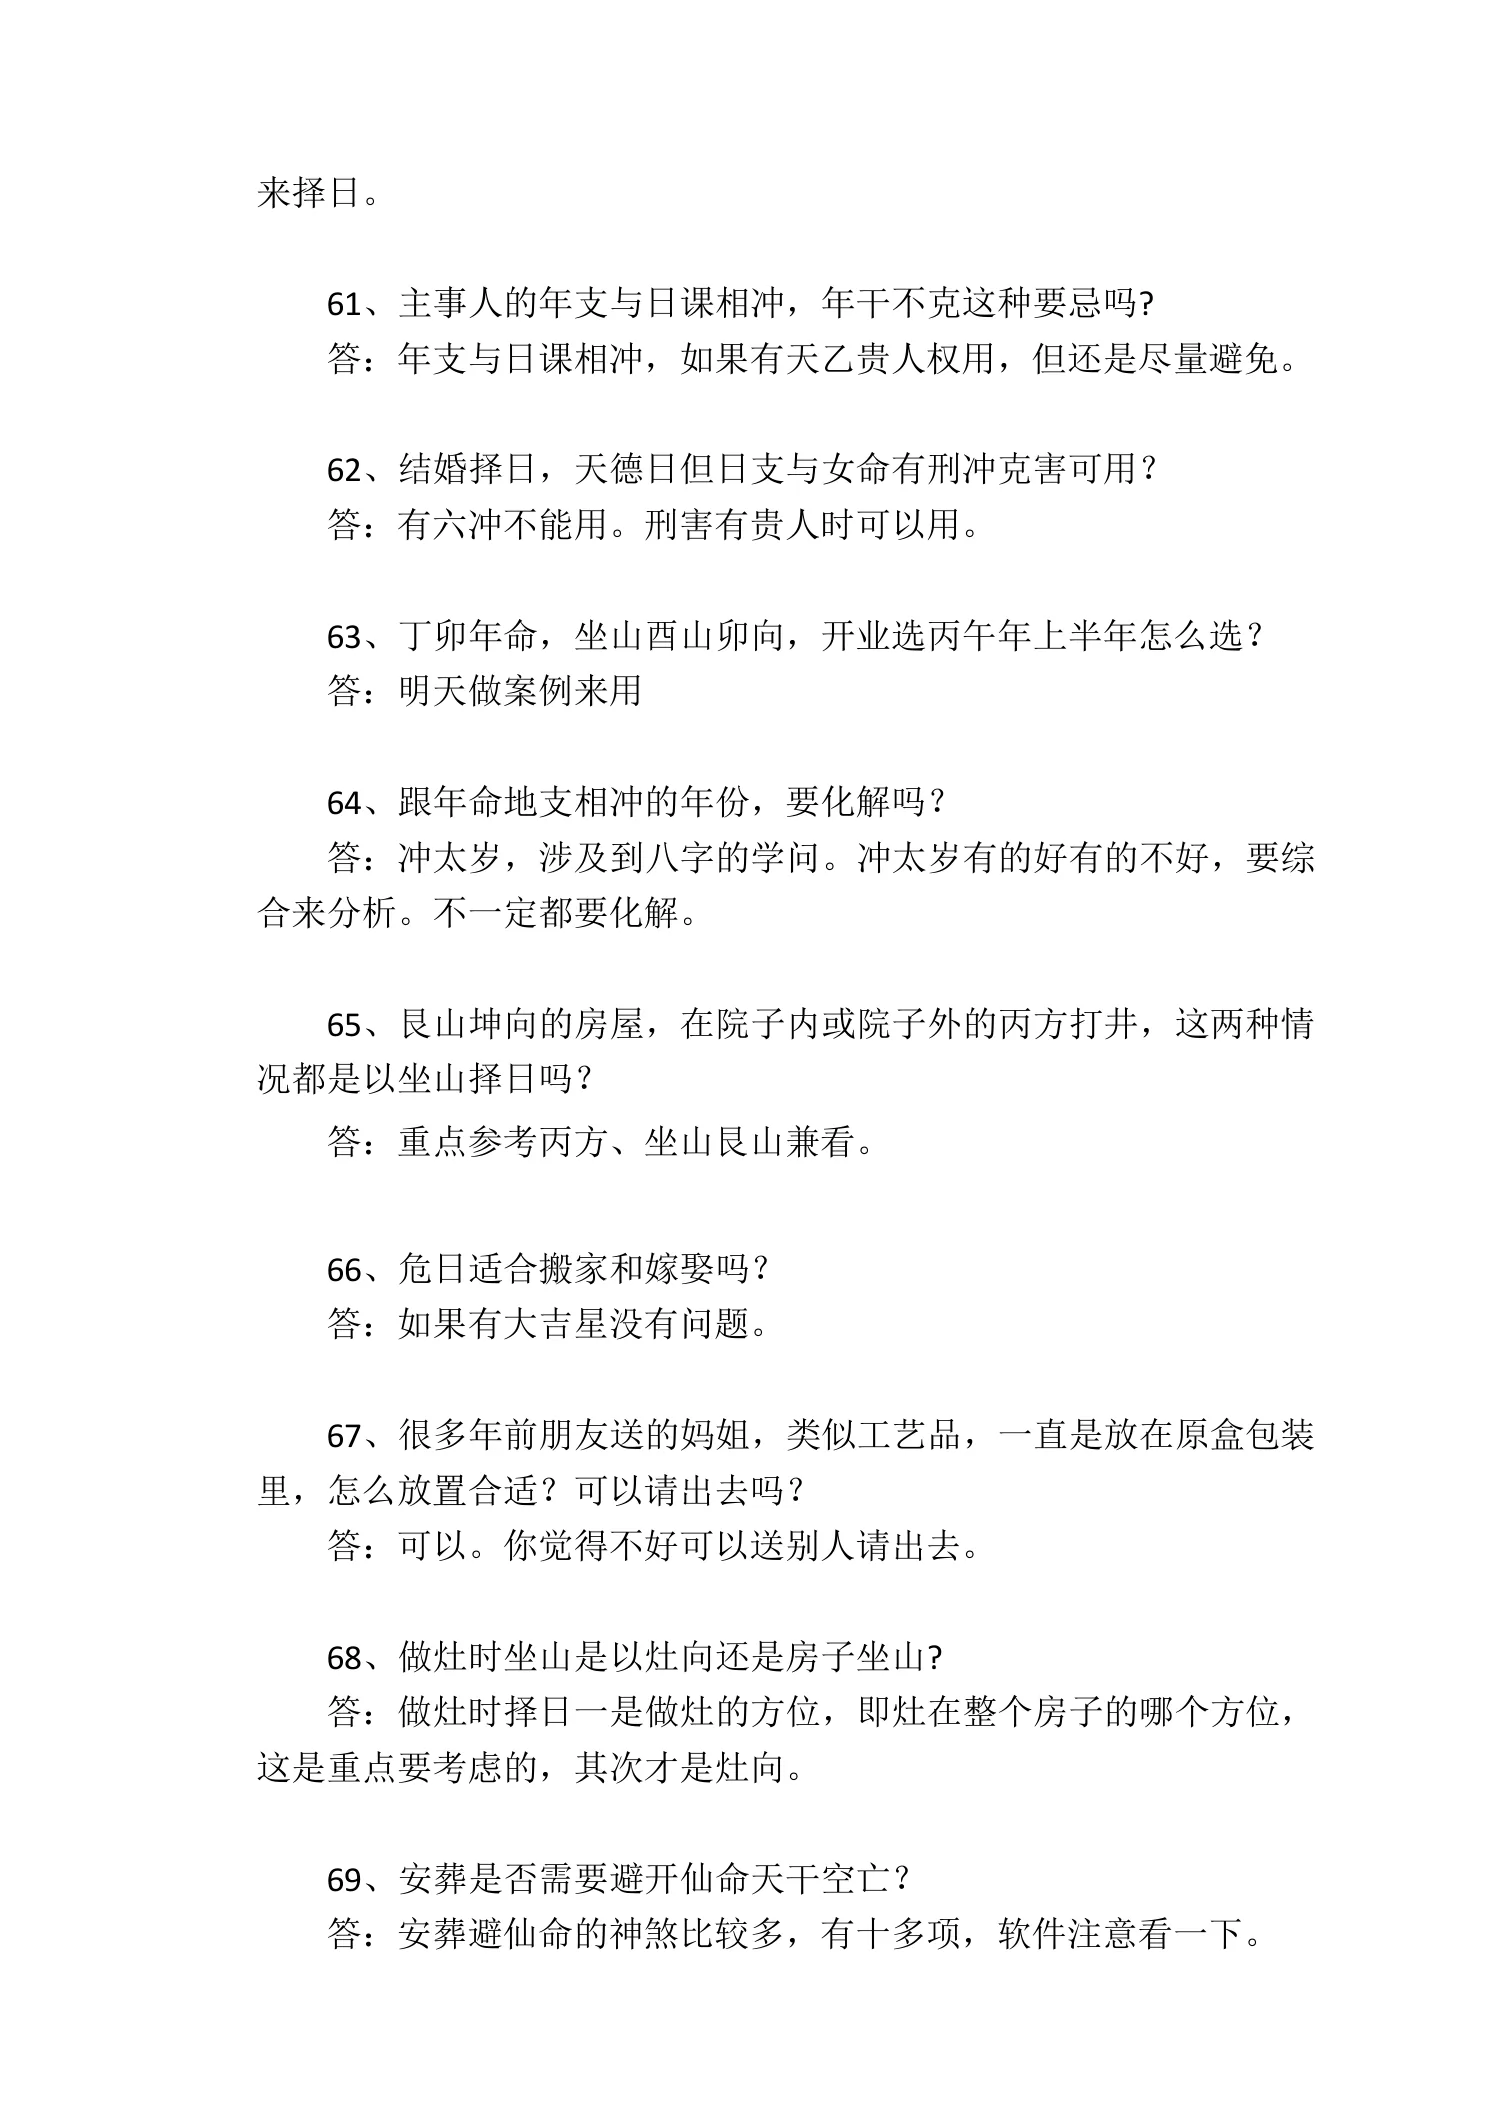 来择日。
61、主事人的年支与日课相冲，年干不克这种要忌吗?
答：年支与日课相冲，如果有天乙贵人权用，但还是尽量避免。
62、结婚择日，天德日但日支与女命有刑冲克害可用？
答：有六冲不能用。刑害有贵人时可以用。
63、丁卯年命，坐山酉山卯向，开业选丙午年上半年怎么选？
答：明天做案例来用
64、跟年命地支相冲的年份，要化解吗？
答：冲太岁，涉及到八字的学问。冲太岁有的好有的不好，要综
合来分析。不一定都要化解。
65、艮山坤向的房屋，在院子内或院子外的丙方打井，这两种情
况都是以坐山择日吗？
答：重点参考丙方、坐山艮山兼看。
66、危日适合搬家和嫁娶吗？
答：如果有大吉星没有问题。
67、很多年前朋友送的妈姐，类似工艺品，一直是放在原盒包装
里，怎么放置合适？可以请出去吗？
答：可以。你觉得不好可以送别人请出去。
68、做灶时坐山是以灶向还是房子坐山?
答：做灶时择日一是做灶的方位，即灶在整个房子的哪个方位，
这是重点要考虑的，其次才是灶向。
69、安葬是否需要避开仙命天干空亡？
答：安葬避仙命的神煞比较多，有十多项，软件注意看一下。